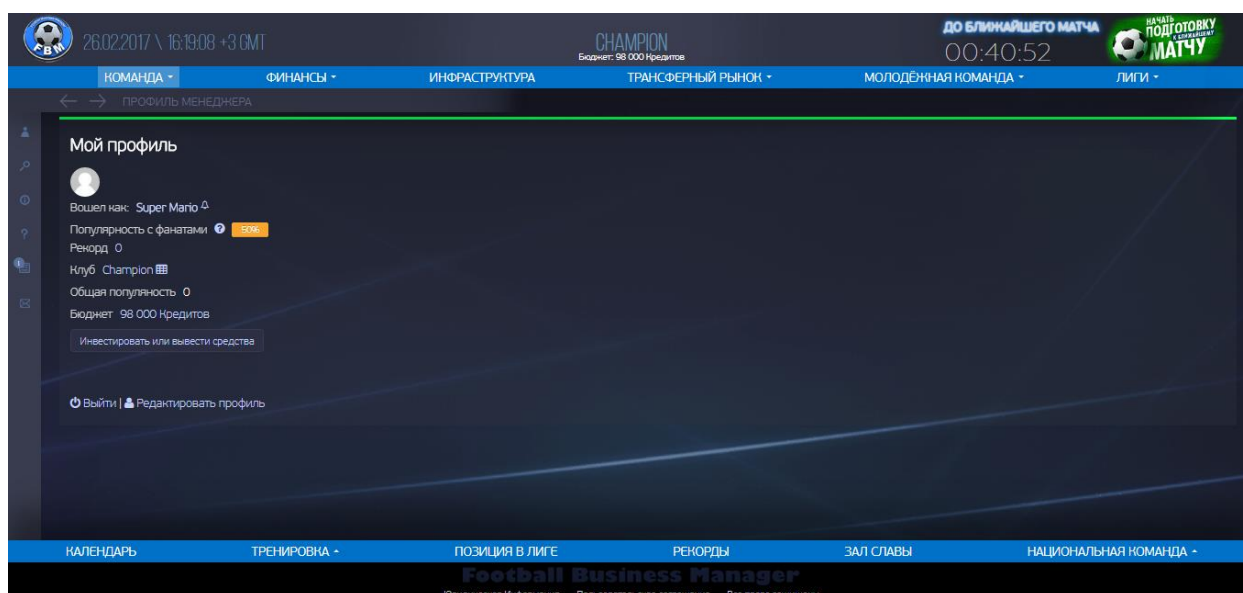 FBM
26.02.2017 \ 16:19:08 +3 GMT
CHAMPION
Бюджет: 98 000 Кредитов
ДО БЛИЖАЙШЕГО МАТЧА
00:40:52
НАЧАТЬ
ПОДГОТОВКУ
К БЛИЖАЙШЕМУ
МАТЧУ
КОМАНДА ФИНАНСЫ ИНФРАСТРУКТУРА ТРАНСФЕРНЫЙ РЫНОК МОЛОДЁЖНАЯ КОМАНДА ЛИГИ
← → ПРОФИЛЬ МЕНЕДЖЕРА
Мой профиль
Вошел как: Super Mario
Популярность с фанатами ? 50%
Рекорд 0
Клуб Champion
Общая популяность 0
Бюджет 98 000 Кредитов
Инвестировать или вывести средства
Выйти | Редактировать профиль
КАЛЕНДАРЬ ТРЕНИРОВКА ПОЗИЦИЯ В ЛИГЕ РЕКОРДЫ ЗАЛ СЛАВЫ НАЦИОНАЛЬНАЯ КОМАНДА
Football Business Manager